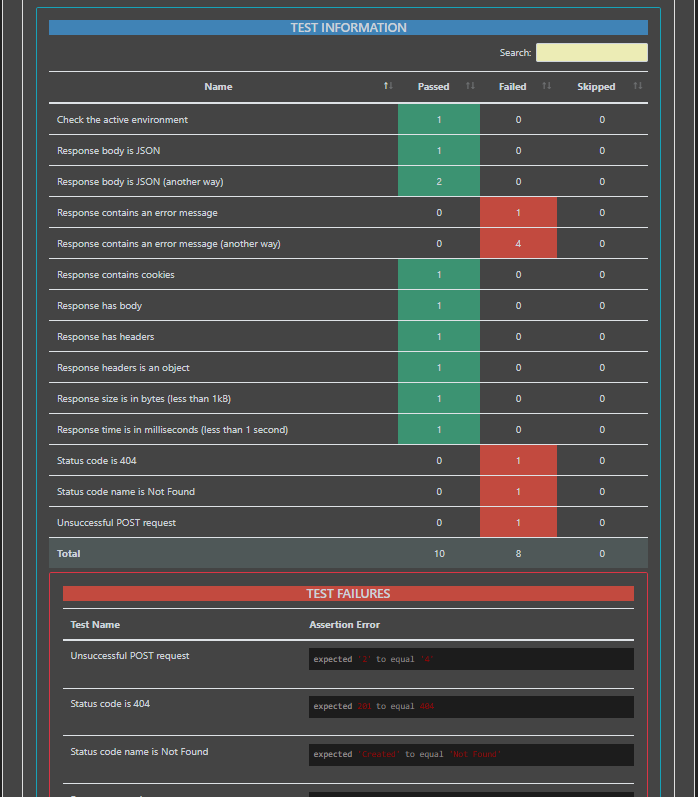 TEST INFORMATION
Search:
Name Passed Failed Skipped
Check the active environment 1 0 0
Response body is JSON 1 0 0
Response body is JSON (another way) 2 0 0
Response contains an error message 0 1 0
Response contains an error message (another way) 0 4 0
Response contains cookies 1 0 0
Response has body 1 0 0
Response has headers 1 0 0
Response headers is an object 1 0 0
Response size is in bytes (less than 1kB) 1 0 0
Response time is in milliseconds (less than 1 second) 1 0 0
Status code is 404 0 1 0
Status code name is Not Found 0 1 0
Unsuccessful POST request 0 1 0
Total 10 8 0
TEST FAILURES
Test Name Assertion Error
Unsuccessful POST request expected '2' to equal '4'
Status code is 404 expected 201 to equal 404
Status code name is Not Found expected 'Created' to equal 'Not Found'